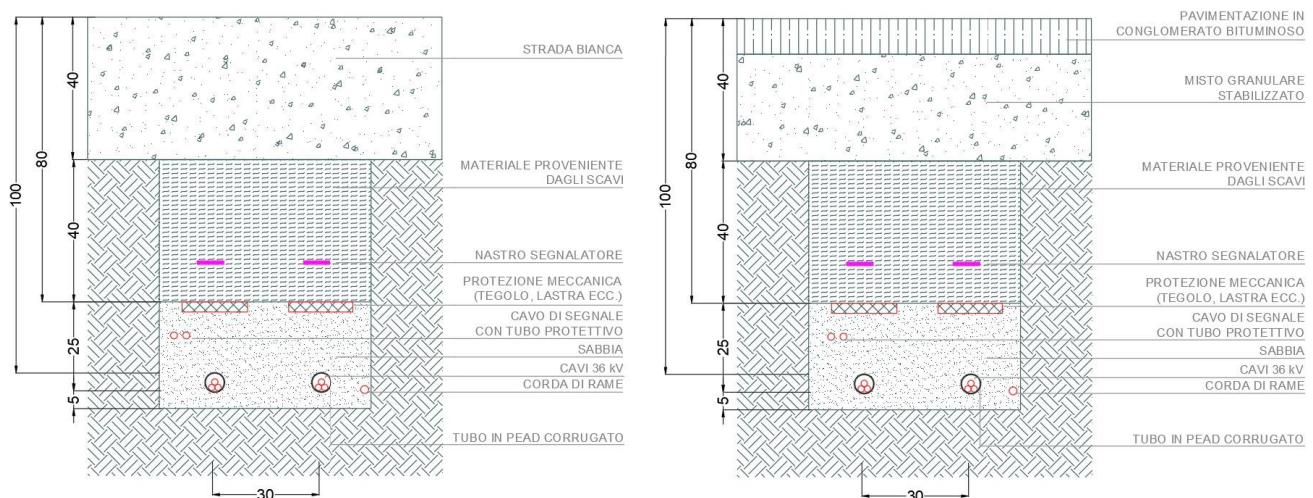 STRADA BIANCA
MATERIALE PROVENIENTE
DAGLI SCAVI
NASTRO SEGNALATORE
PROTEZIONE MECCANICA
(TEGOLO, LASTRA ECC.)
CAVO DI SEGNALE
CON TUBO PROTETTIVO
SABBIA
CAVI 36 kV
CORDA DI RAME
TUBO IN PEAD CORRUGATO
100
80
40
40
25
5
30
PAVIMENTAZIONE IN
CONGLOMERATO BITUMINOSO
MISTO GRANULARE
STABILIZZATO
MATERIALE PROVENIENTE
DAGLI SCAVI
NASTRO SEGNALATORE
PROTEZIONE MECCANICA
(TEGOLO, LASTRA ECC.)
CAVO DI SEGNALE
CON TUBO PROTETTIVO
SABBIA
CAVI 36 kV
CORDA DI RAME
TUBO IN PEAD CORRUGATO
100
80
40
40
25
5
30